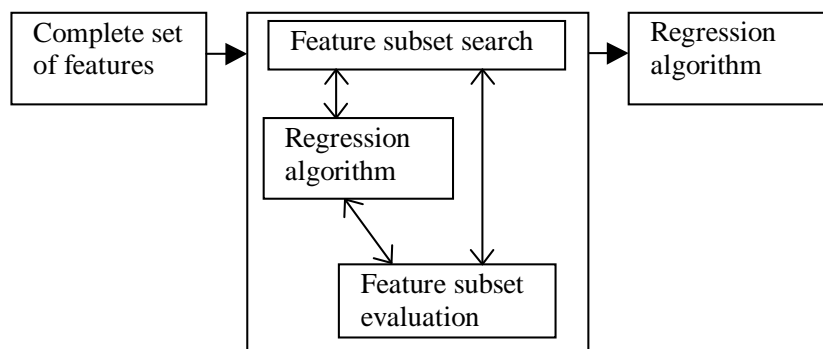 Complete set
of features
Feature subset search
Regression
algorithm
Feature subset
evaluation
Regression
algorithm